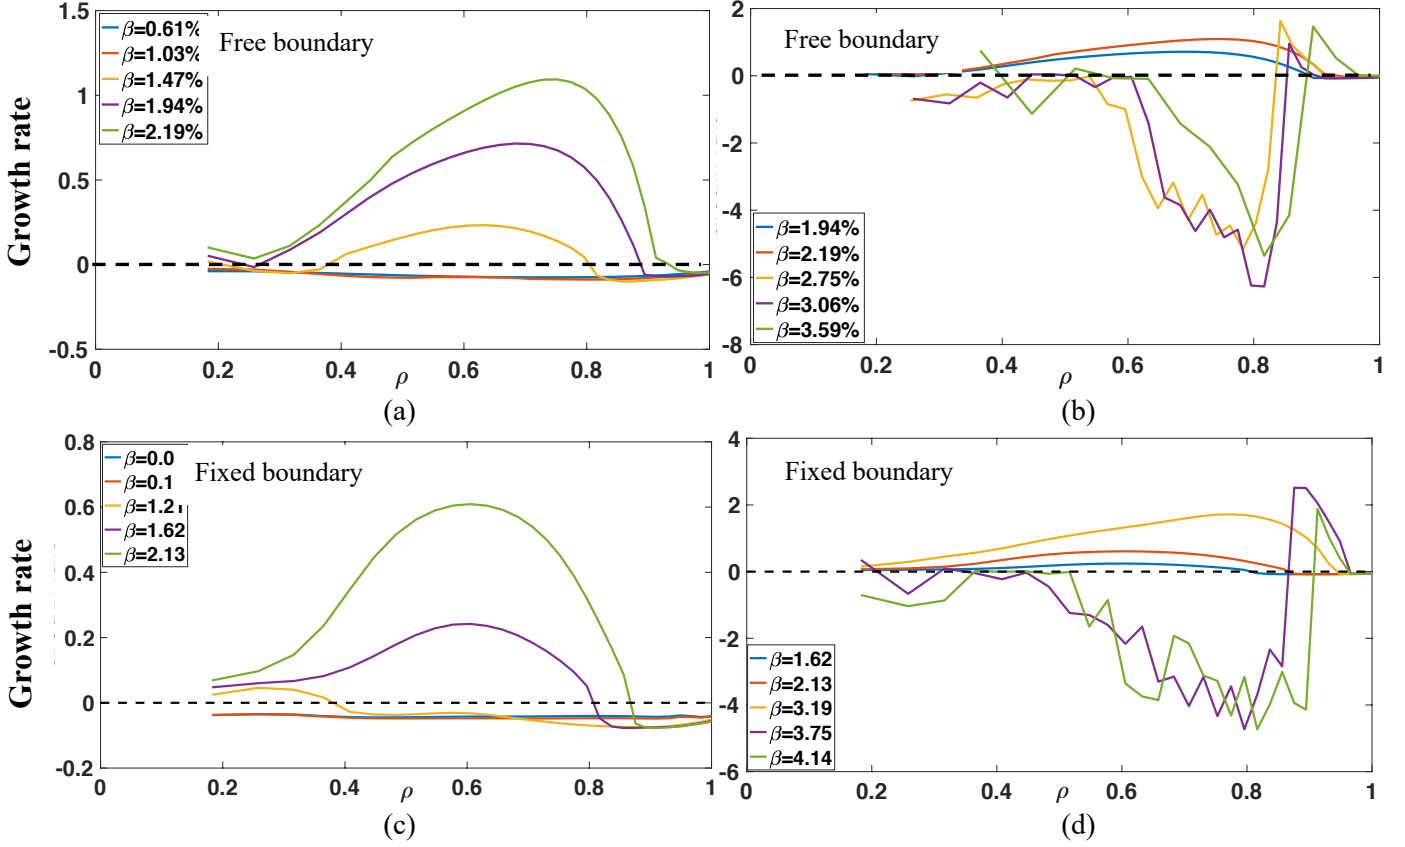 1.5
1
0.5
0
-0.5
Growth rate
β=0.61%
β=1.03%
β=1.47%
β=1.94%
β=2.19%
Free boundary
0 0.2 0.4 0.6 0.8 1
ρ
(a)
2
0
-2
-4
-6
-8
Free boundary
β=1.94%
β=2.19%
β=2.75%
β=3.06%
β=3.59%
0 0.2 0.4 0.6 0.8 1
ρ
(b)
0.8
0.6
0.4
0.2
0
-0.2
Growth rate
β=0.0
β=0.1
β=1.21
β=1.62
β=2.13
Fixed boundary
0 0.2 0.4 0.6 0.8 1
ρ
(c)
4
2
0
-2
-4
-6
Fixed boundary
β=1.62
β=2.13
β=3.19
β=3.75
β=4.14
0.2 0.4 0.6 0.8 1
ρ
(d)